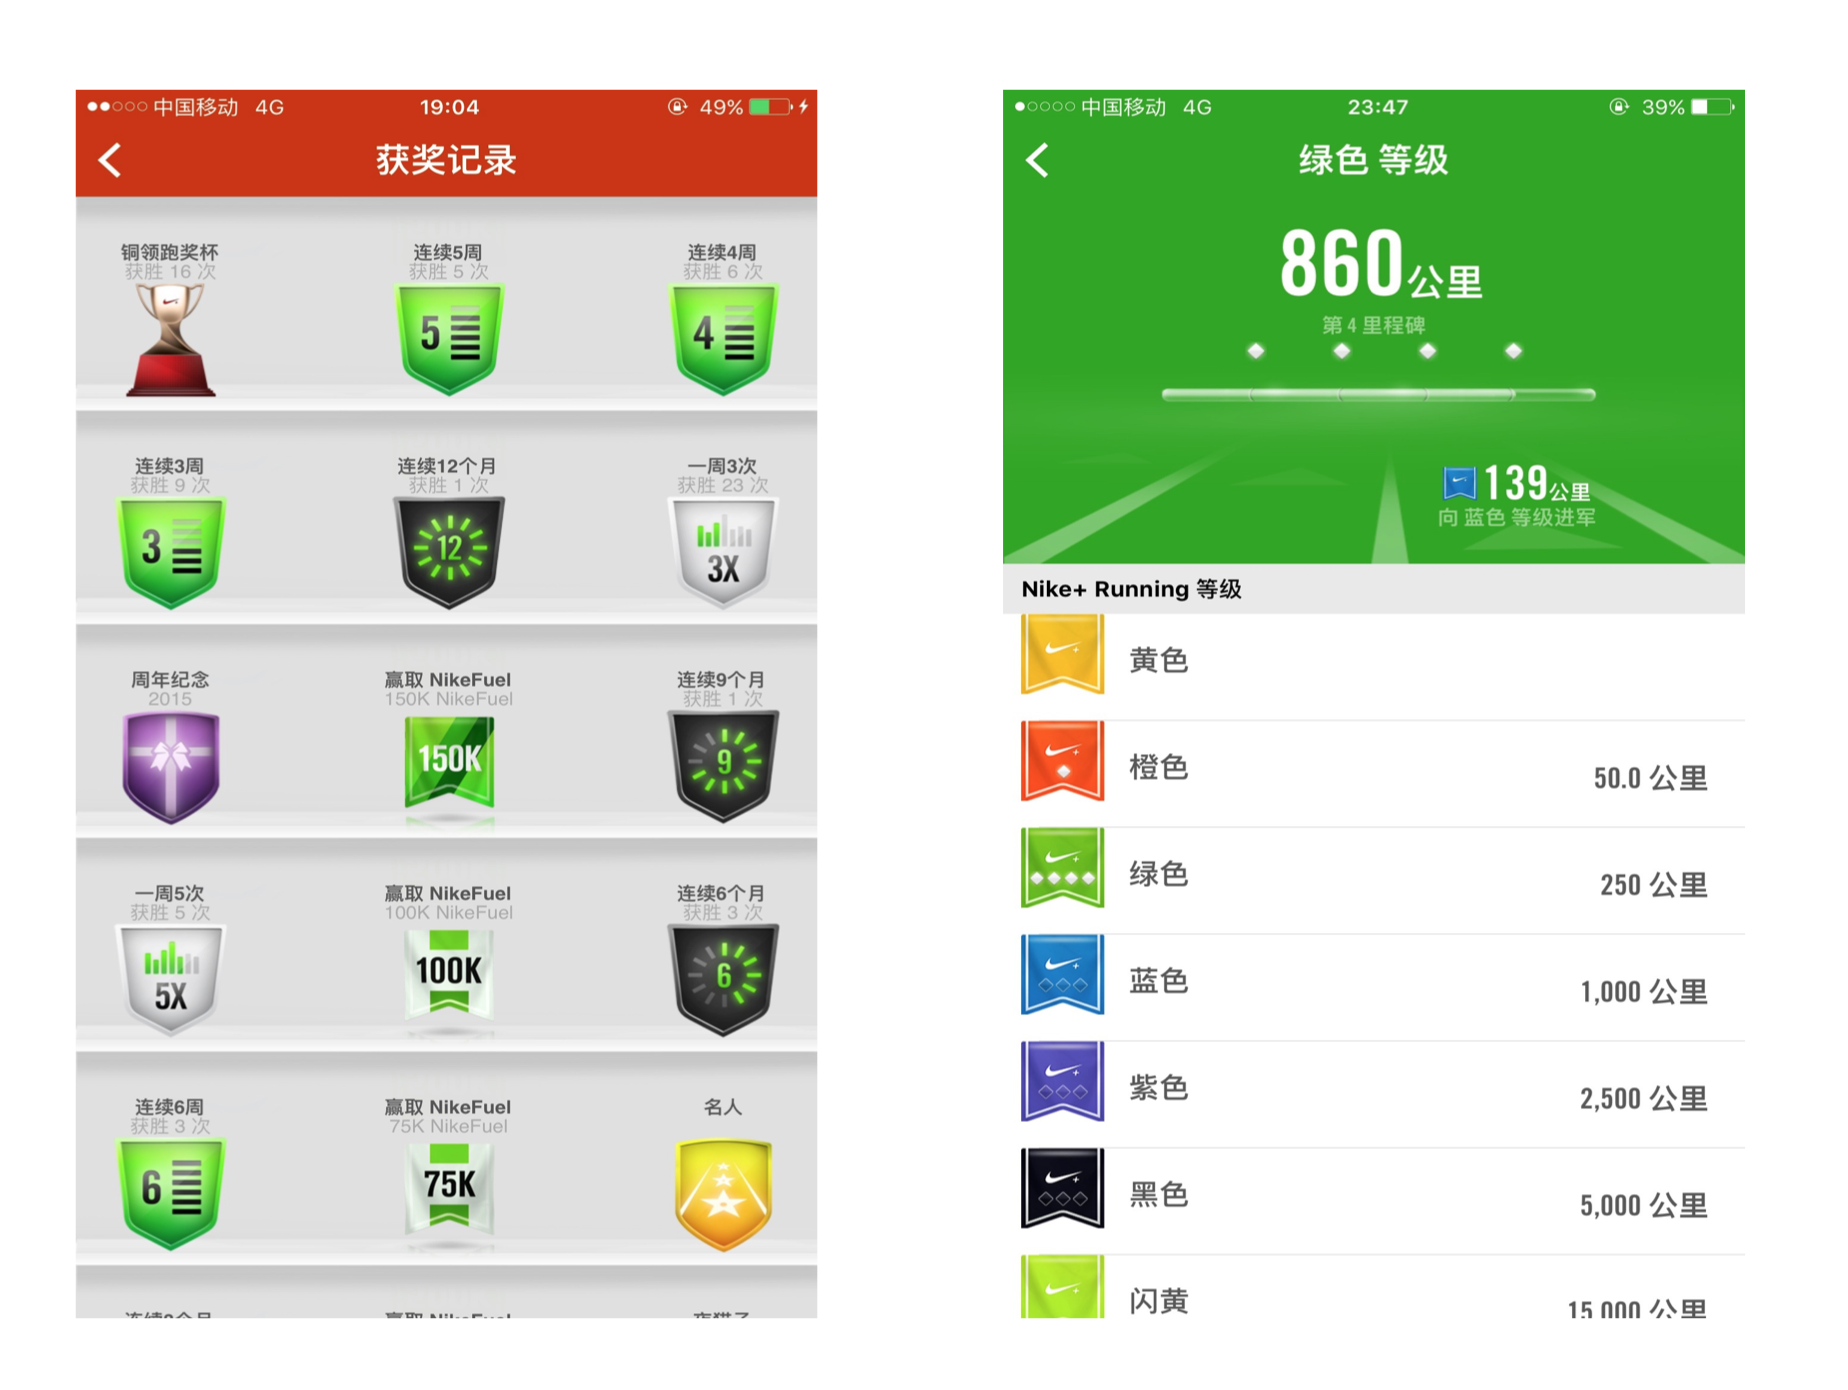 中国移动 4G 19:04 49%
获奖记录
铜领跑奖杯 连续5周 连续4周
获胜 16 次 获胜 5 次 获胜 6 次
5 4
连续3周 连续12个月 一周3次
获胜 9 次 获胜 1 次 获胜 23 次
3 12 3X
周年纪念 赢取 NikeFuel 连续9个月
2015 150K NikeFuel 获胜 1 次
150K 9
一周5次 赢取 NikeFuel 连续6个月
获胜 5 次 100K NikeFuel 获胜 3 次
5X 100K 6
连续6周 赢取 NikeFuel 名人
获胜 3 次 75K NikeFuel
6 75K
赢取 NikeFuel
中国移动 4G 23:47 39%
绿色 等级
860公里
第 4 里程碑
139公里
向 蓝色 等级进军
Nike+ Running 等级
黄色
橙色 50.0 公里
绿色 250 公里
蓝色 1,000 公里
紫色 2,500 公里
黑色 5,000 公里
闪黄 15,000 公里